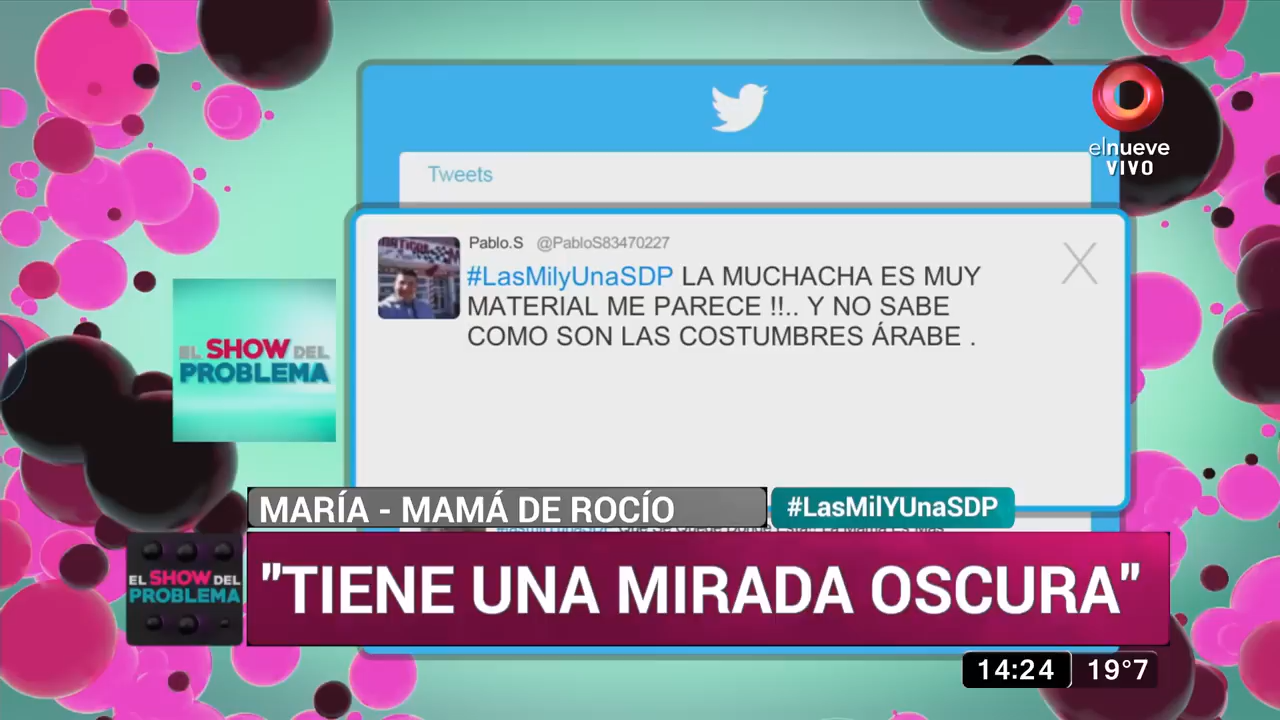 elnueve
VIVO
Tweets
Pablo.S @PabloS83470227
#LasMilyUnaSDP LA MUCHACHA ES MUY
MATERIAL ME PARECE !!.. Y NO SABE
COMO SON LAS COSTUMBRES ÁRABE .
EL SHOW DEL
PROBLEMA
MARÍA - MAMÁ DE ROCÍO
#LasMilYUnaSDP
EL SHOW DEL
PROBLEMA
"TIENE UNA MIRADA OSCURA"
14:24
19°7